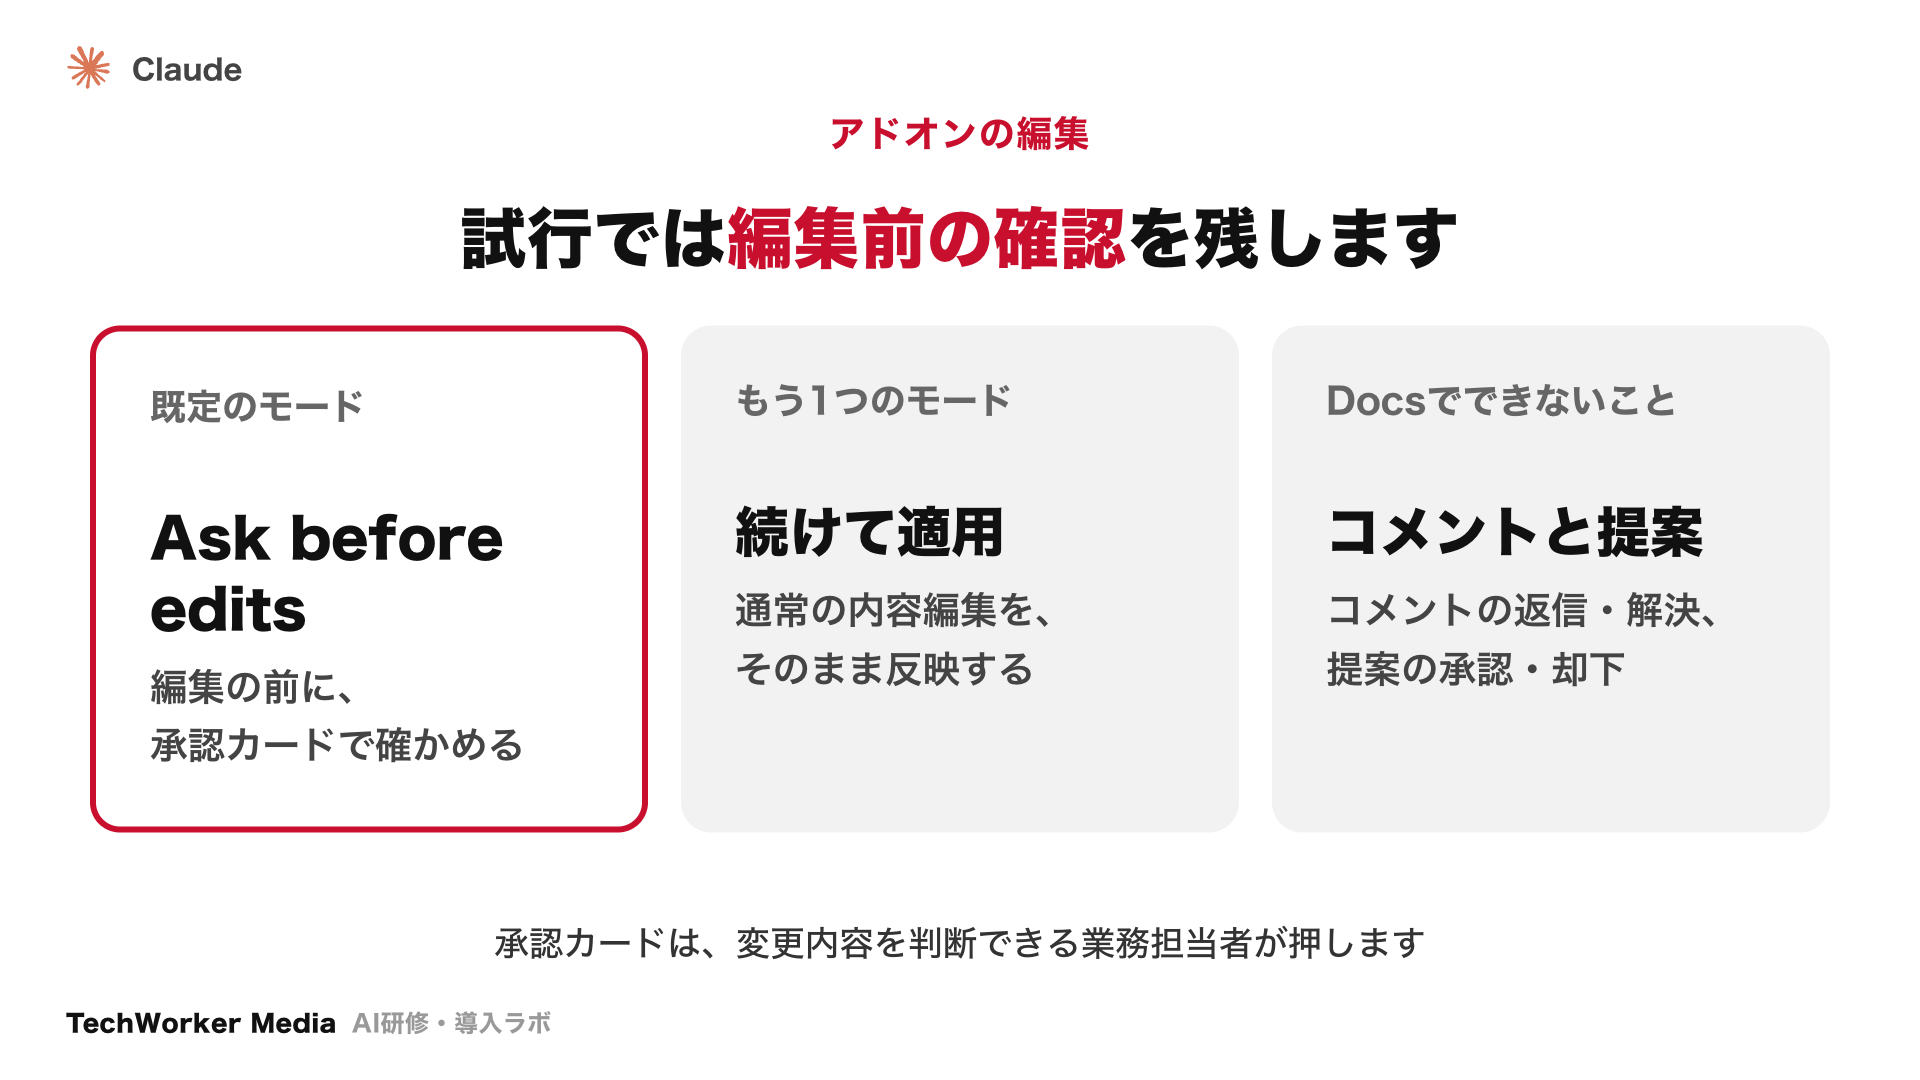 Claude
アドオンの編集
試行では編集前の確認を残します
既定のモード
Ask before
edits
編集の前に、
承認カードで確かめる
もう1つのモード
続けて適用
通常の内容編集を、
そのまま反映する
Docsでできないこと
コメントと提案
コメントの返信・解決、
提案の承認・却下
承認カードは、変更内容を判断できる業務担当者が押します
TechWorker Media AI研修・導入ラボ